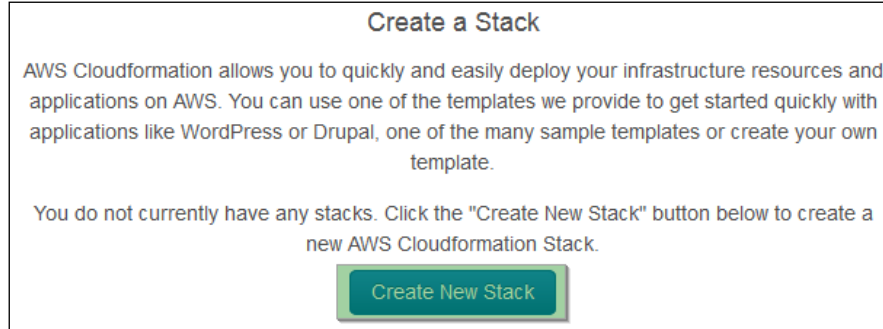 Create a Stack
AWS Cloudformation allows you to quickly and easily deploy your infrastructure resources and
applications on AWS. You can use one of the templates we provide to get started quickly with
applications like WordPress or Drupal, one of the many sample templates or create your own
template.
You do not currently have any stacks. Click the "Create New Stack" button below to create a
new AWS Cloudformation Stack.
Create New Stack